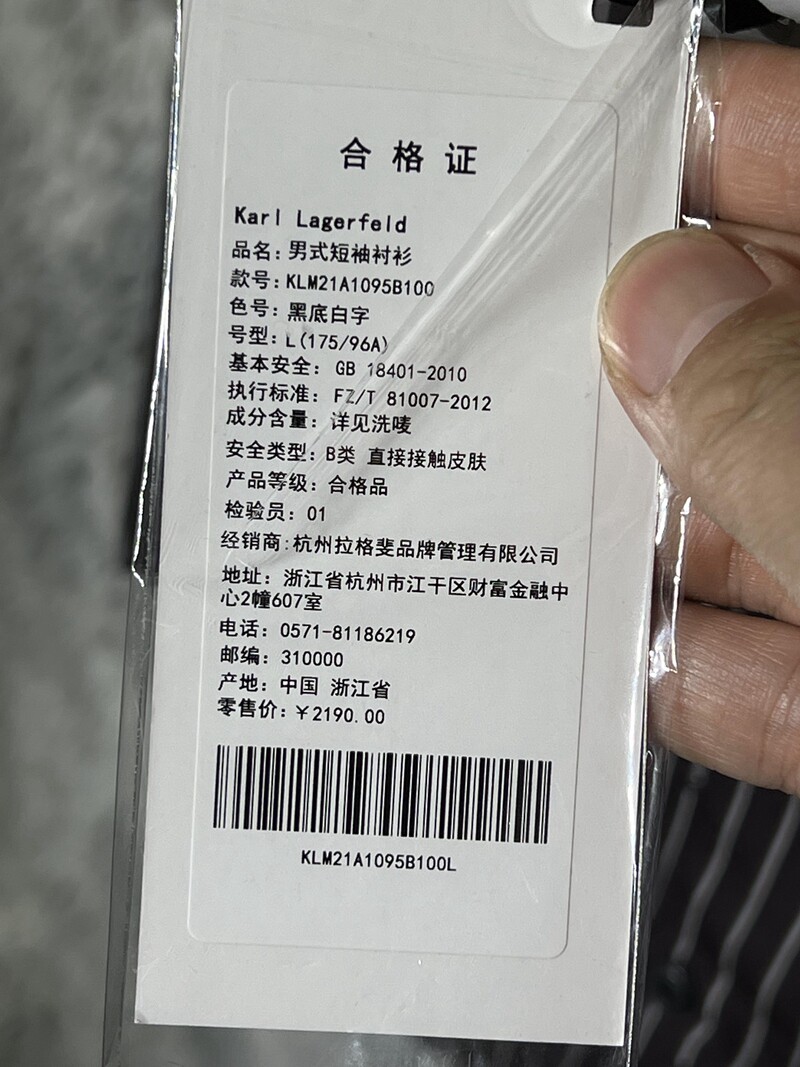 合格证
Karl Lagerfeld
品名:男式短袖衬衫
款号:KLM21A1095B100
色号:黑底白字
号型:L(175/96A)
基本安全: GB 18401-2010
执行标准: FZ/T 81007-2012
成分含量: 详见洗唛
安全类型: B类 直接接触皮肤
产品等级: 合格品
检验员: 01
经销商:杭州拉格斐品牌管理有限公司
地址: 浙江省杭州市江干区财富金融中
心2幢607室
电话: 0571-81186219
邮编: 310000
产地: 中国 浙江省
零售价:¥2190.00
KLM21A1095B100L